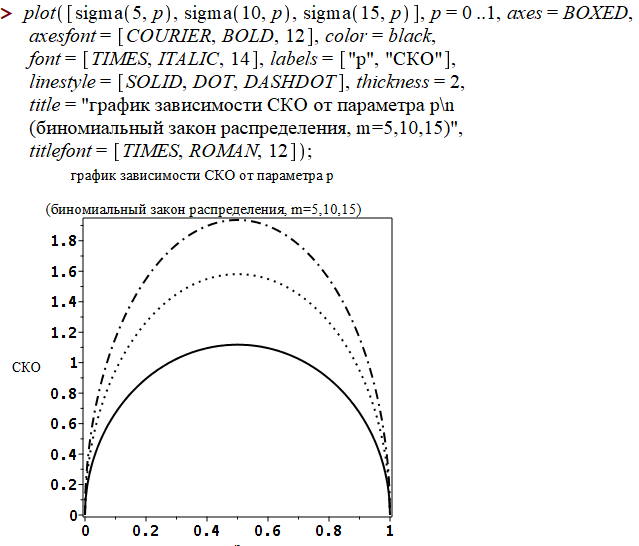 > plot([sigma(5, p), sigma(10, p), sigma(15, p)], p = 0 ..1, axes = BOXED,
axesfont = [COURIER, BOLD, 12], color = black,
font = [TIMES, ITALIC, 14], labels = ["p", "СКО"],
linestyle = [SOLID, DOT, DASHDOT], thickness = 2,
title = "график зависимости СКО от параметра p\n
(биномиальный закон распределения, m=5,10,15)",
titlefont = [TIMES, ROMAN, 12]);
график зависимости СКО от параметра p
(биномиальный закон распределения, m=5,10,15)
1.8
1.6
1.4
1.2
1
СКО
0.8
0.6
0.4
0.2
0
0 0.2 0.4 0.6 0.8 1